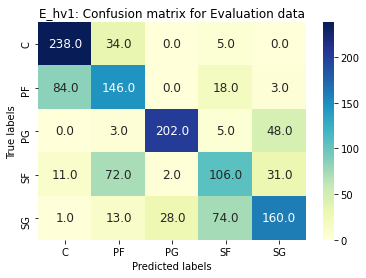 E_hv1: Confusion matrix for Evaluation data
C 238.0 34.0 0.0 5.0 0.0
PF 84.0 146.0 0.0 18.0 3.0
PG 0.0 3.0 202.0 5.0 48.0
SF 11.0 72.0 2.0 106.0 31.0
SG 1.0 13.0 28.0 74.0 160.0
C PF PG SF SG
Predicted labels
True labels
200
150
100
50
0